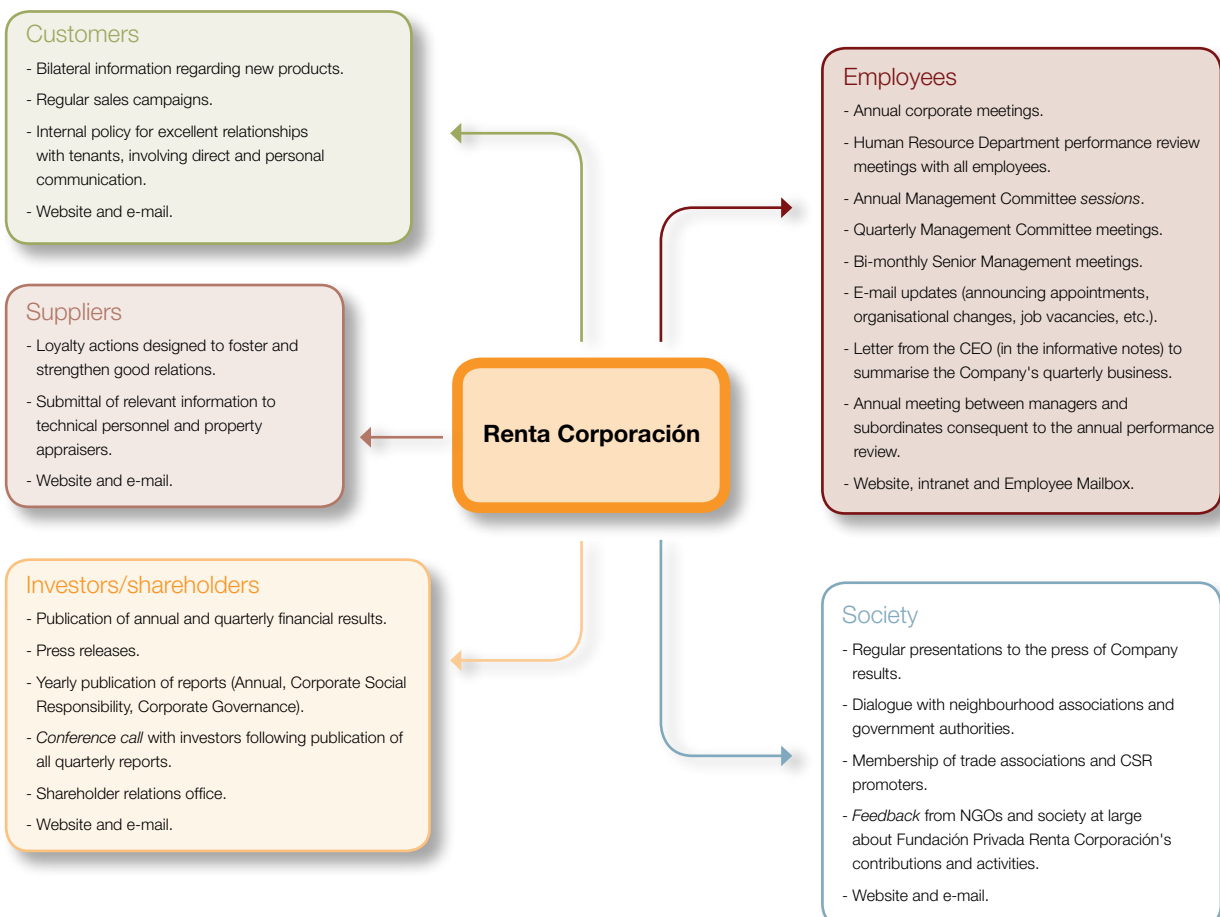 Customers
- Bilateral information regarding new products.
- Regular sales campaigns.
- Internal policy for excellent relationships
with tenants, involving direct and personal
communication.
- Website and e-mail.
Suppliers
- Loyalty actions designed to foster and
strengthen good relations.
- Submittal of relevant information to
technical personnel and property
appraisers.
- Website and e-mail.
Investors/shareholders
- Publication of annual and quarterly financial results.
- Press releases.
- Yearly publication of reports (Annual, Corporate Social
Responsibility, Corporate Governance).
- Conference call with investors following publication of
all quarterly reports.
- Shareholder relations office.
- Website and e-mail.
Renta Corporación
Employees
- Annual corporate meetings.
- Human Resource Department performance review
meetings with all employees.
- Annual Management Committee sessions.
- Quarterly Management Committee meetings.
- Bi-monthly Senior Management meetings.
- E-mail updates (announcing appointments,
organisational changes, job vacancies, etc.).
- Letter from the CEO (in the informative notes) to
summarise the Company's quarterly business.
- Annual meeting between managers and
subordinates consequent to the annual performance
review.
- Website, intranet and Employee Mailbox.
Society
- Regular presentations to the press of Company
results.
- Dialogue with neighbourhood associations and
government authorities.
- Membership of trade associations and CSR
promoters.
- Feedback from NGOs and society at large
about Fundación Privada Renta Corporación's
contributions and activities.
- Website and e-mail.